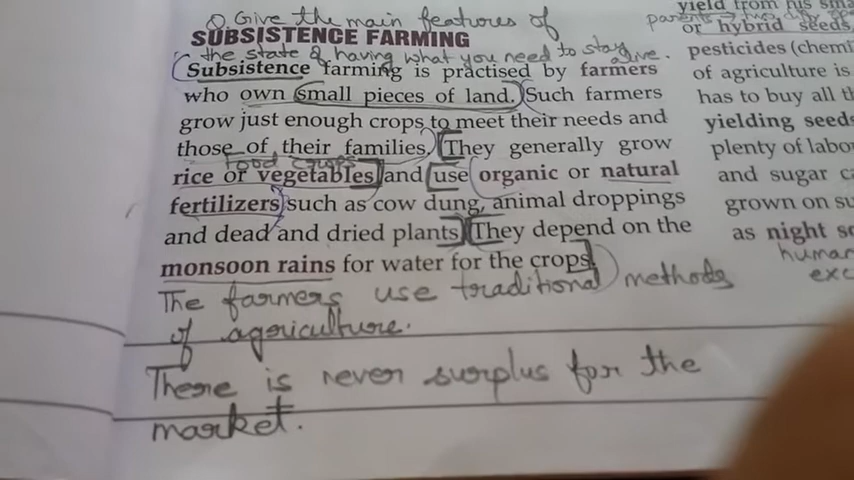 Q. Give the main features of
SUBSISTENCE FARMING
the state of having what you need to stay alive.
Subsistence farming is practised by farmers
who own small pieces of land. Such farmers
grow just enough crops to meet their needs and
those of their families. They generally grow
food crops
rice or vegetables and use organic or natural
fertilizers such as cow dung, animal droppings
and dead and dried plants. They depend on the
monsoon rains for water for the crops.
The farmers use traditional methods
of agriculture.
There is never surplus for the
market.
yield from his
parents → two
or hybrid seeds,
pesticides
of agriculture is
has to buy all
yielding seeds
plenty of
and sugar
grown on
as night